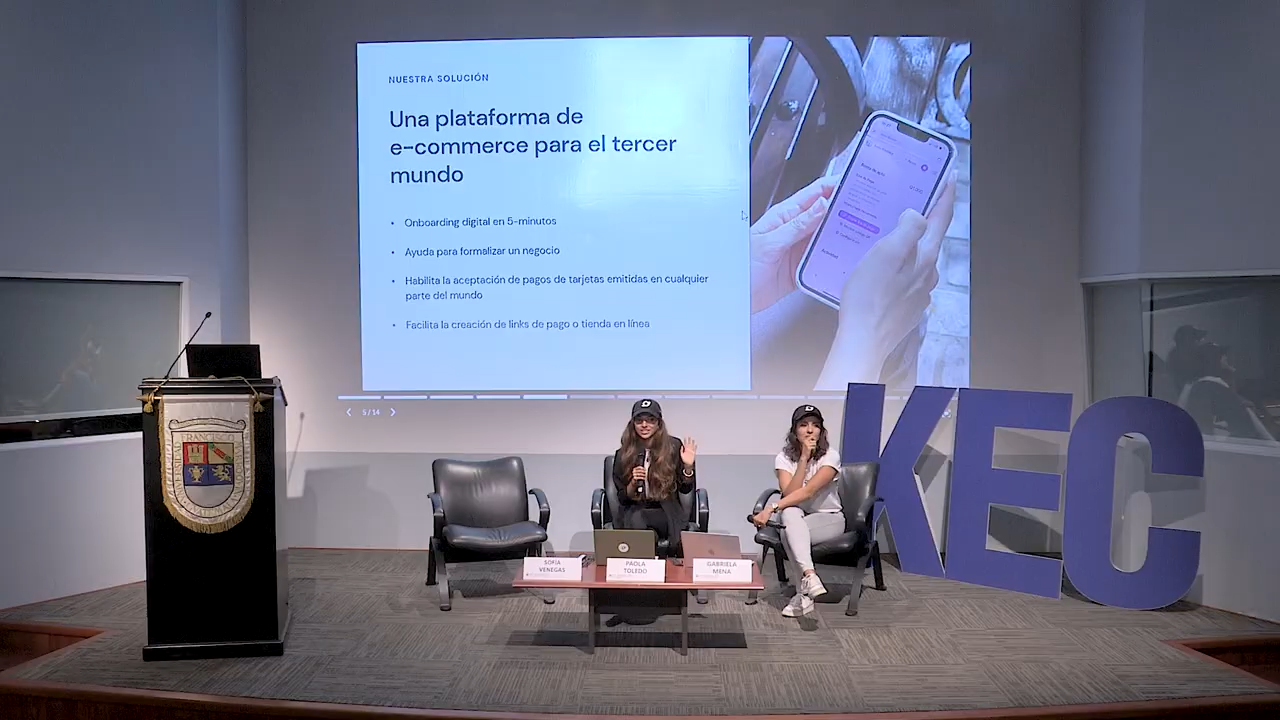 NUESTRA SOLUCIÓN
Una plataforma de
e-commerce para el tercer
mundo
• Onboarding digital en 5-minutos
• Ayuda para formalizar un negocio
• Habilita la aceptación de pagos de tarjetas emitidas en cualquier
parte del mundo
• Facilita la creación de links de pago o tienda en línea
5 / 14
KEC
FRANCISCO
SOFÍA
VENEGAS
PAOLA
TOLEDO
GABRIELA
MENA